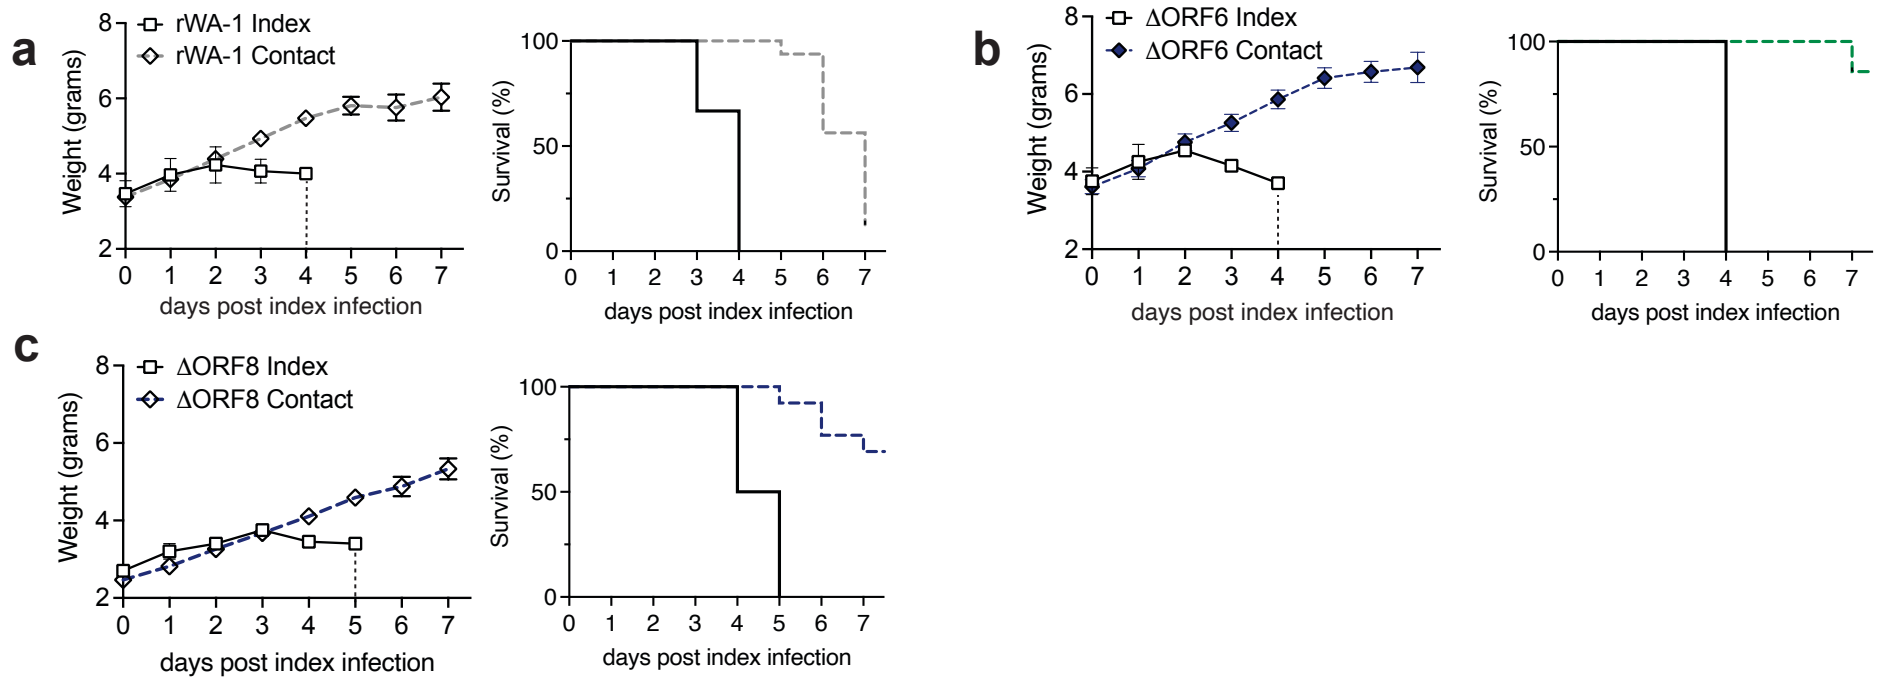 a
rWA-1 Index
rWA-1 Contact
Weight (grams)
8
6
4
2
0 1 2 3 4 5 6 7
days post index infection
Survival (%)
100
50
0
0 1 2 3 4 5 6 7
days post index infection
b
ΔORF6 Index
ΔORF6 Contact
Weight (grams)
8
6
4
2
0 1 2 3 4 5 6 7
days post index infection
Survival (%)
100
50
0
0 1 2 3 4 5 6 7
days post index infection
c
ΔORF8 Index
ΔORF8 Contact
Weight (grams)
8
6
4
2
0 1 2 3 4 5 6 7
days post index infection
Survival (%)
100
50
0
0 1 2 3 4 5 6 7
days post index infection